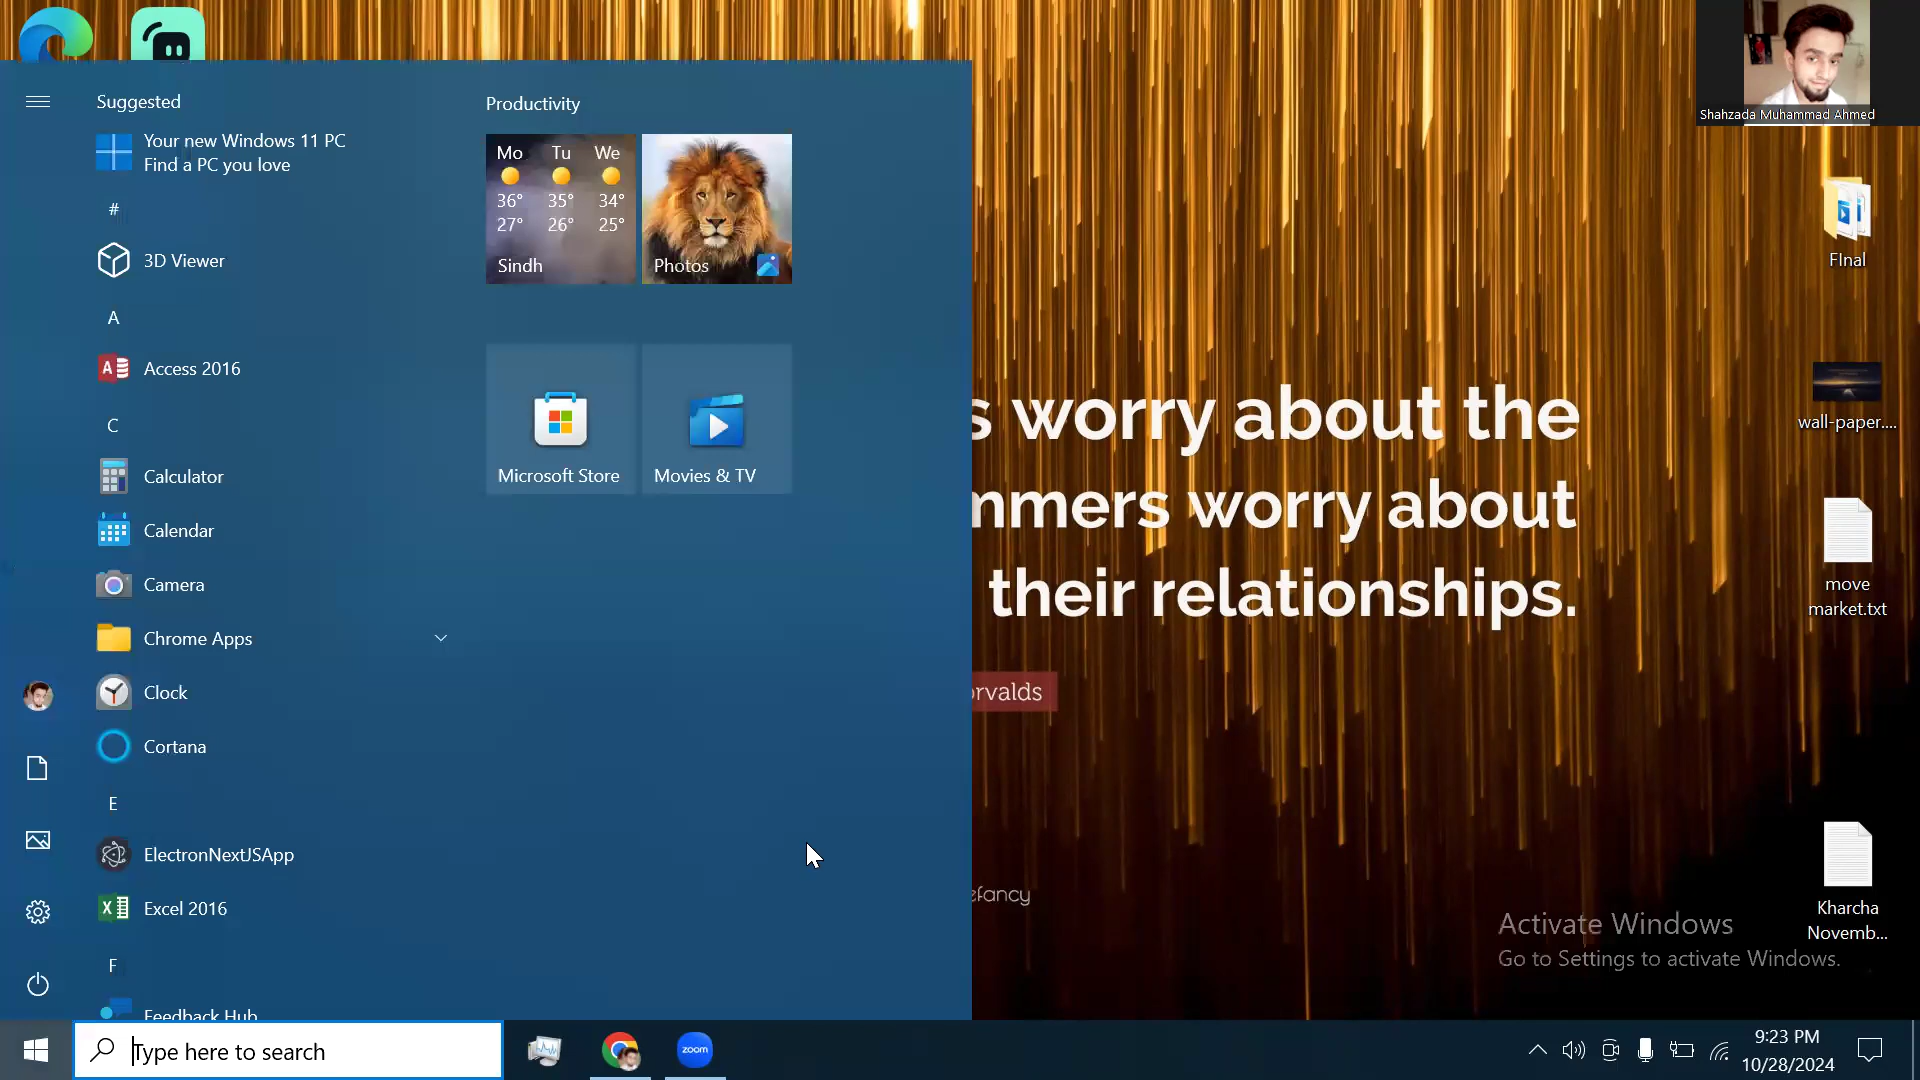 Suggested
Your new Windows 11 PC
Find a PC you love
#
3D Viewer
A
Access 2016
C
Calculator
Calendar
Camera
Chrome Apps
Clock
Cortana
E
ElectronNextJSApp
Excel 2016
F
Feedback Hub
Productivity
Mo Tu We
36° 35° 34°
27° 26° 25°
Sindh
Photos
Microsoft Store
Movies & TV
Shahzada Muhammad Ahmed
s worry about the
mmers worry about
their relationships.
orvalds
efancy
FInal
wall-paper....
move
market.txt
Kharcha
Novemb...
Activate Windows
Go to Settings to activate Windows.
Type here to search
zoom
9:23 PM
10/28/2024